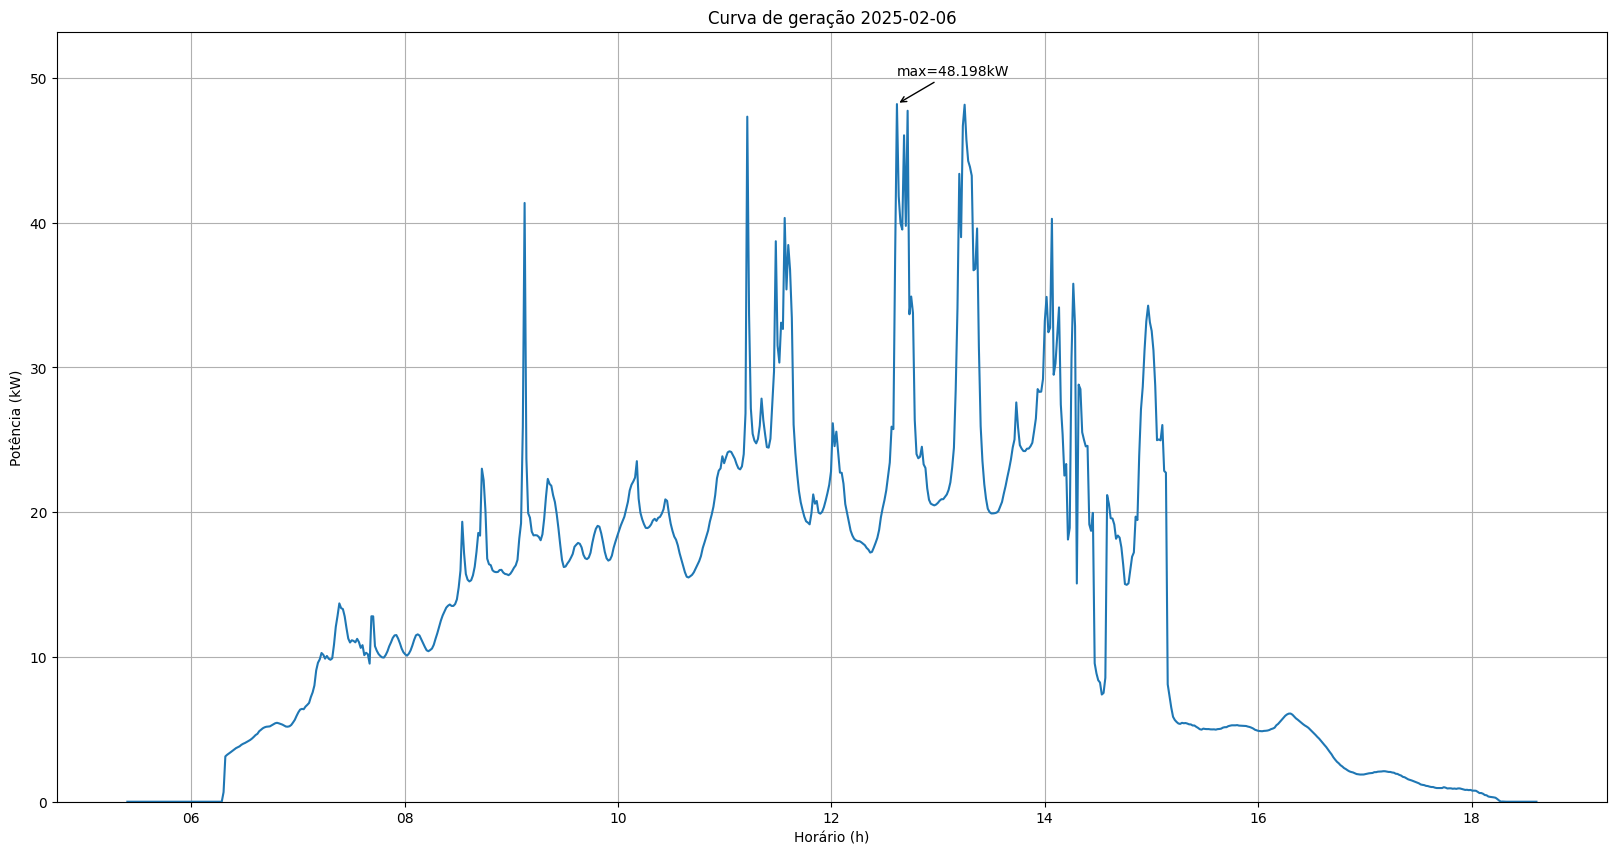 Curva de geração 2025-02-06
max=48.198kW
Potência (kW)
50
40
30
20
10
0
06 08 10 12 14 16 18
Horário (h)